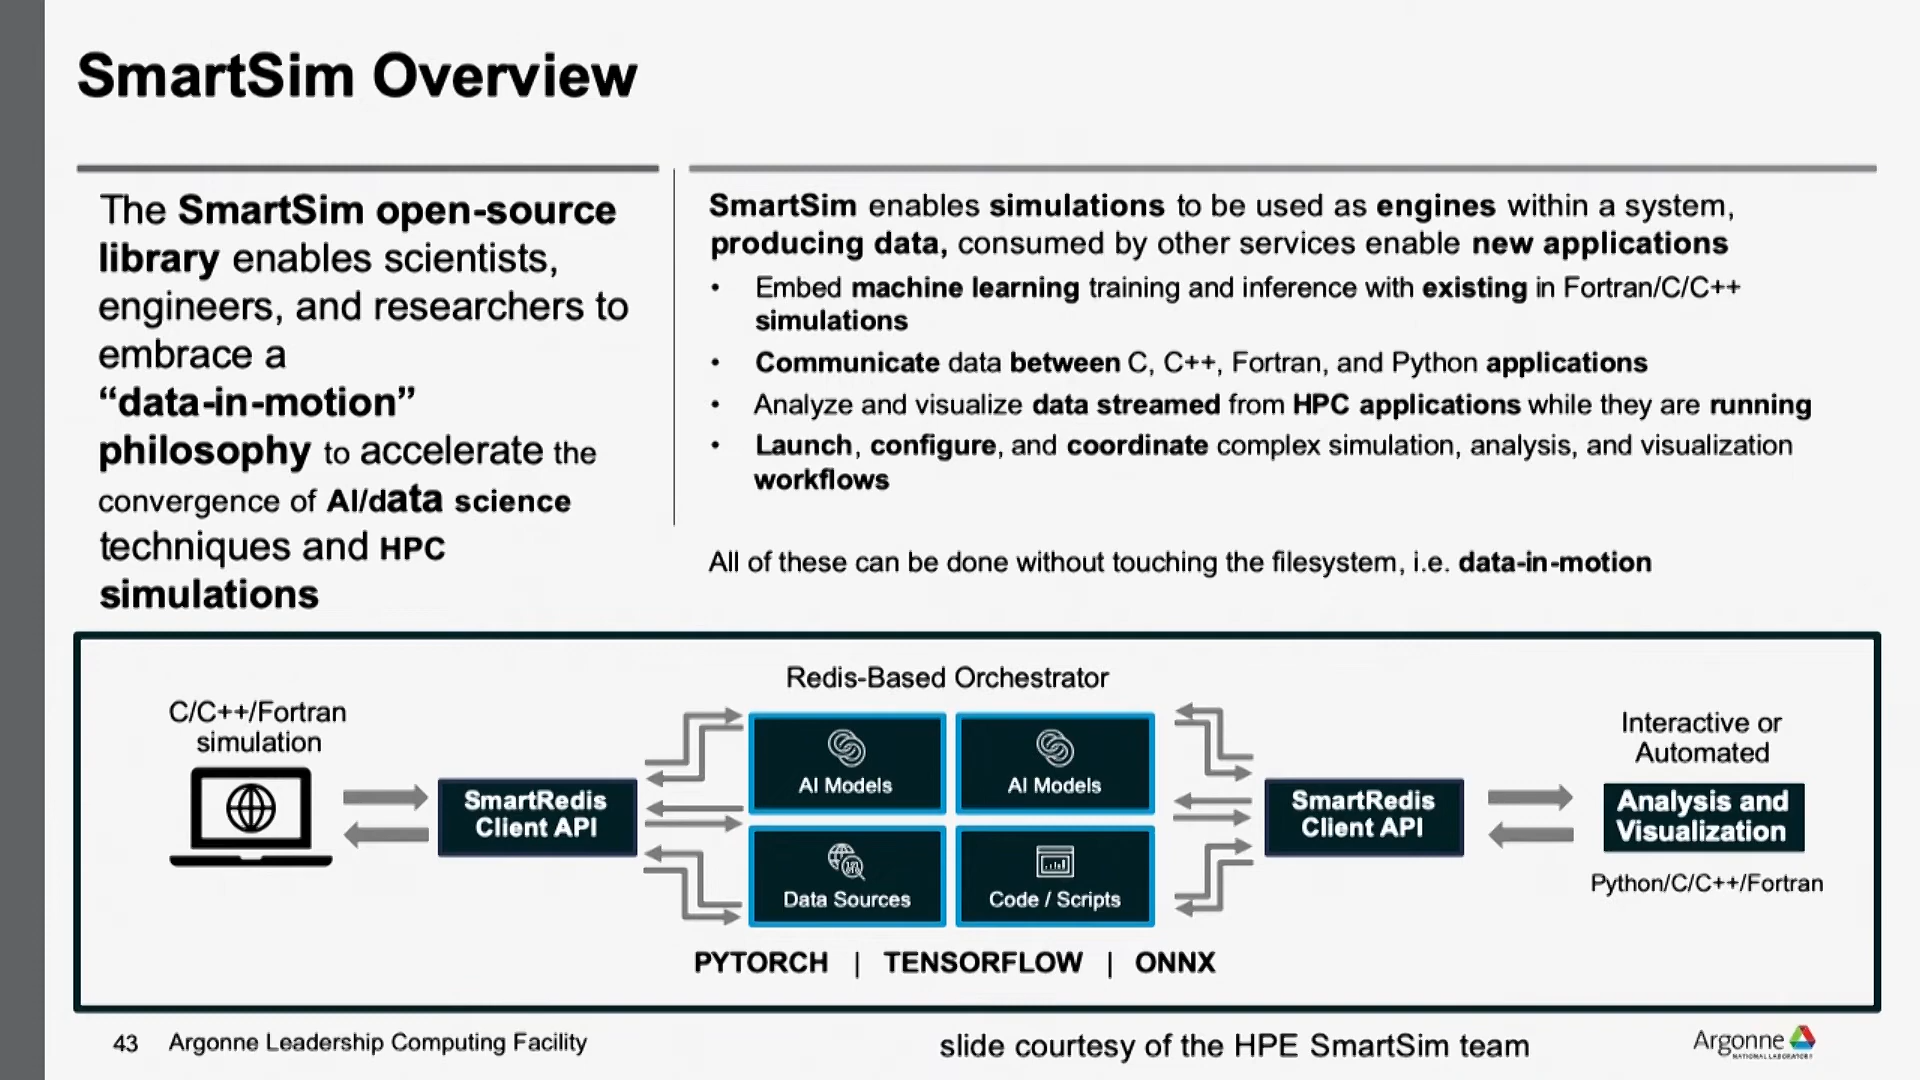 SmartSim Overview
The SmartSim open-source
library enables scientists,
engineers, and researchers to
embrace a
“data-in-motion”
philosophy to accelerate the
convergence of AI/data science
techniques and HPC
simulations
SmartSim enables simulations to be used as engines within a system,
producing data, consumed by other services enable new applications
• Embed machine learning training and inference with existing in Fortran/C/C++
simulations
• Communicate data between C, C++, Fortran, and Python applications
• Analyze and visualize data streamed from HPC applications while they are running
• Launch, configure, and coordinate complex simulation, analysis, and visualization
workflows
All of these can be done without touching the filesystem, i.e. data-in-motion
Redis-Based Orchestrator
C/C++/Fortran
simulation
SmartRedis
Client API
AI Models
AI Models
Data Sources
Code / Scripts
SmartRedis
Client API
Interactive or
Automated
Analysis and
Visualization
Python/C/C++/Fortran
PYTORCH | TENSORFLOW | ONNX
43 Argonne Leadership Computing Facility
slide courtesy of the HPE SmartSim team
Argonne
NATIONAL LABORATORY